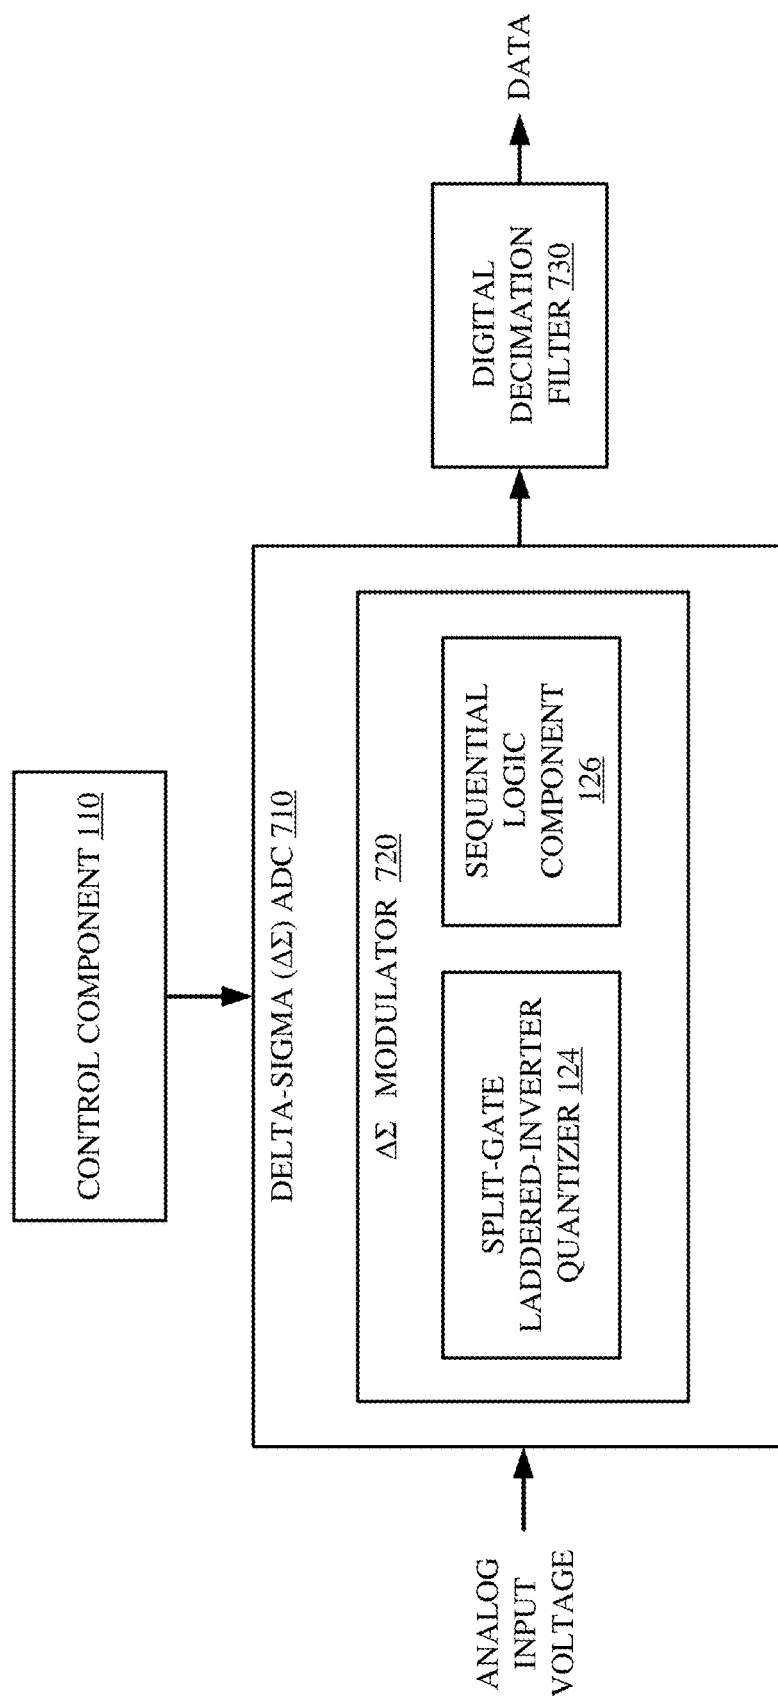 CONTROL COMPONENT 110
DELTA-SIGMA (ΔΣ) ADC 710
ΔΣ MODULATOR 720
ANALOG
INPUT
VOLTAGE
SPLIT-GATE
LADDERED-INVERTER
QUANTIZER 124
SEQUENTIAL
LOGIC
COMPONENT
126
DIGITAL
DECIMATION
FILTER 730
DATA